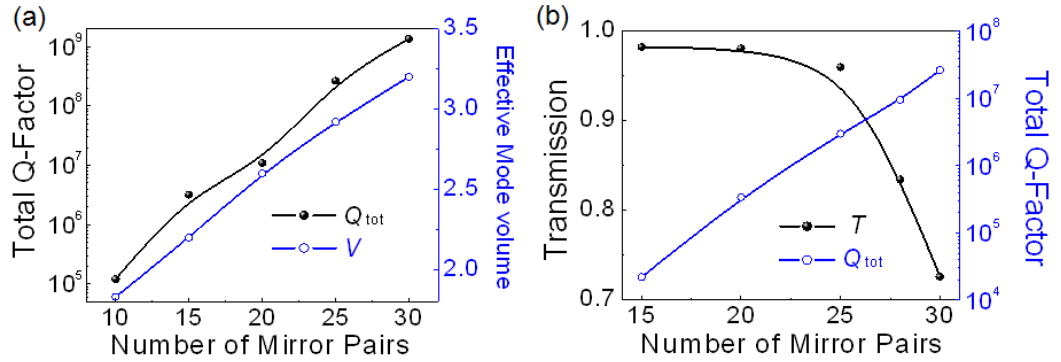 (a)
Total Q-Factor
10⁹
10⁸
10⁷
10⁶
10⁵
Q tot
V
10 15 20 25 30
Number of Mirror Pairs
3.5
3.0
2.5
2.0
Effective Mode volume
(b)
Transmission
1.0
0.9
0.8
0.7
T
Q tot
15 20 25 30
Number of Mirror Pairs
10⁸
10⁷
10⁶
10⁵
10⁴
Total Q-Factor